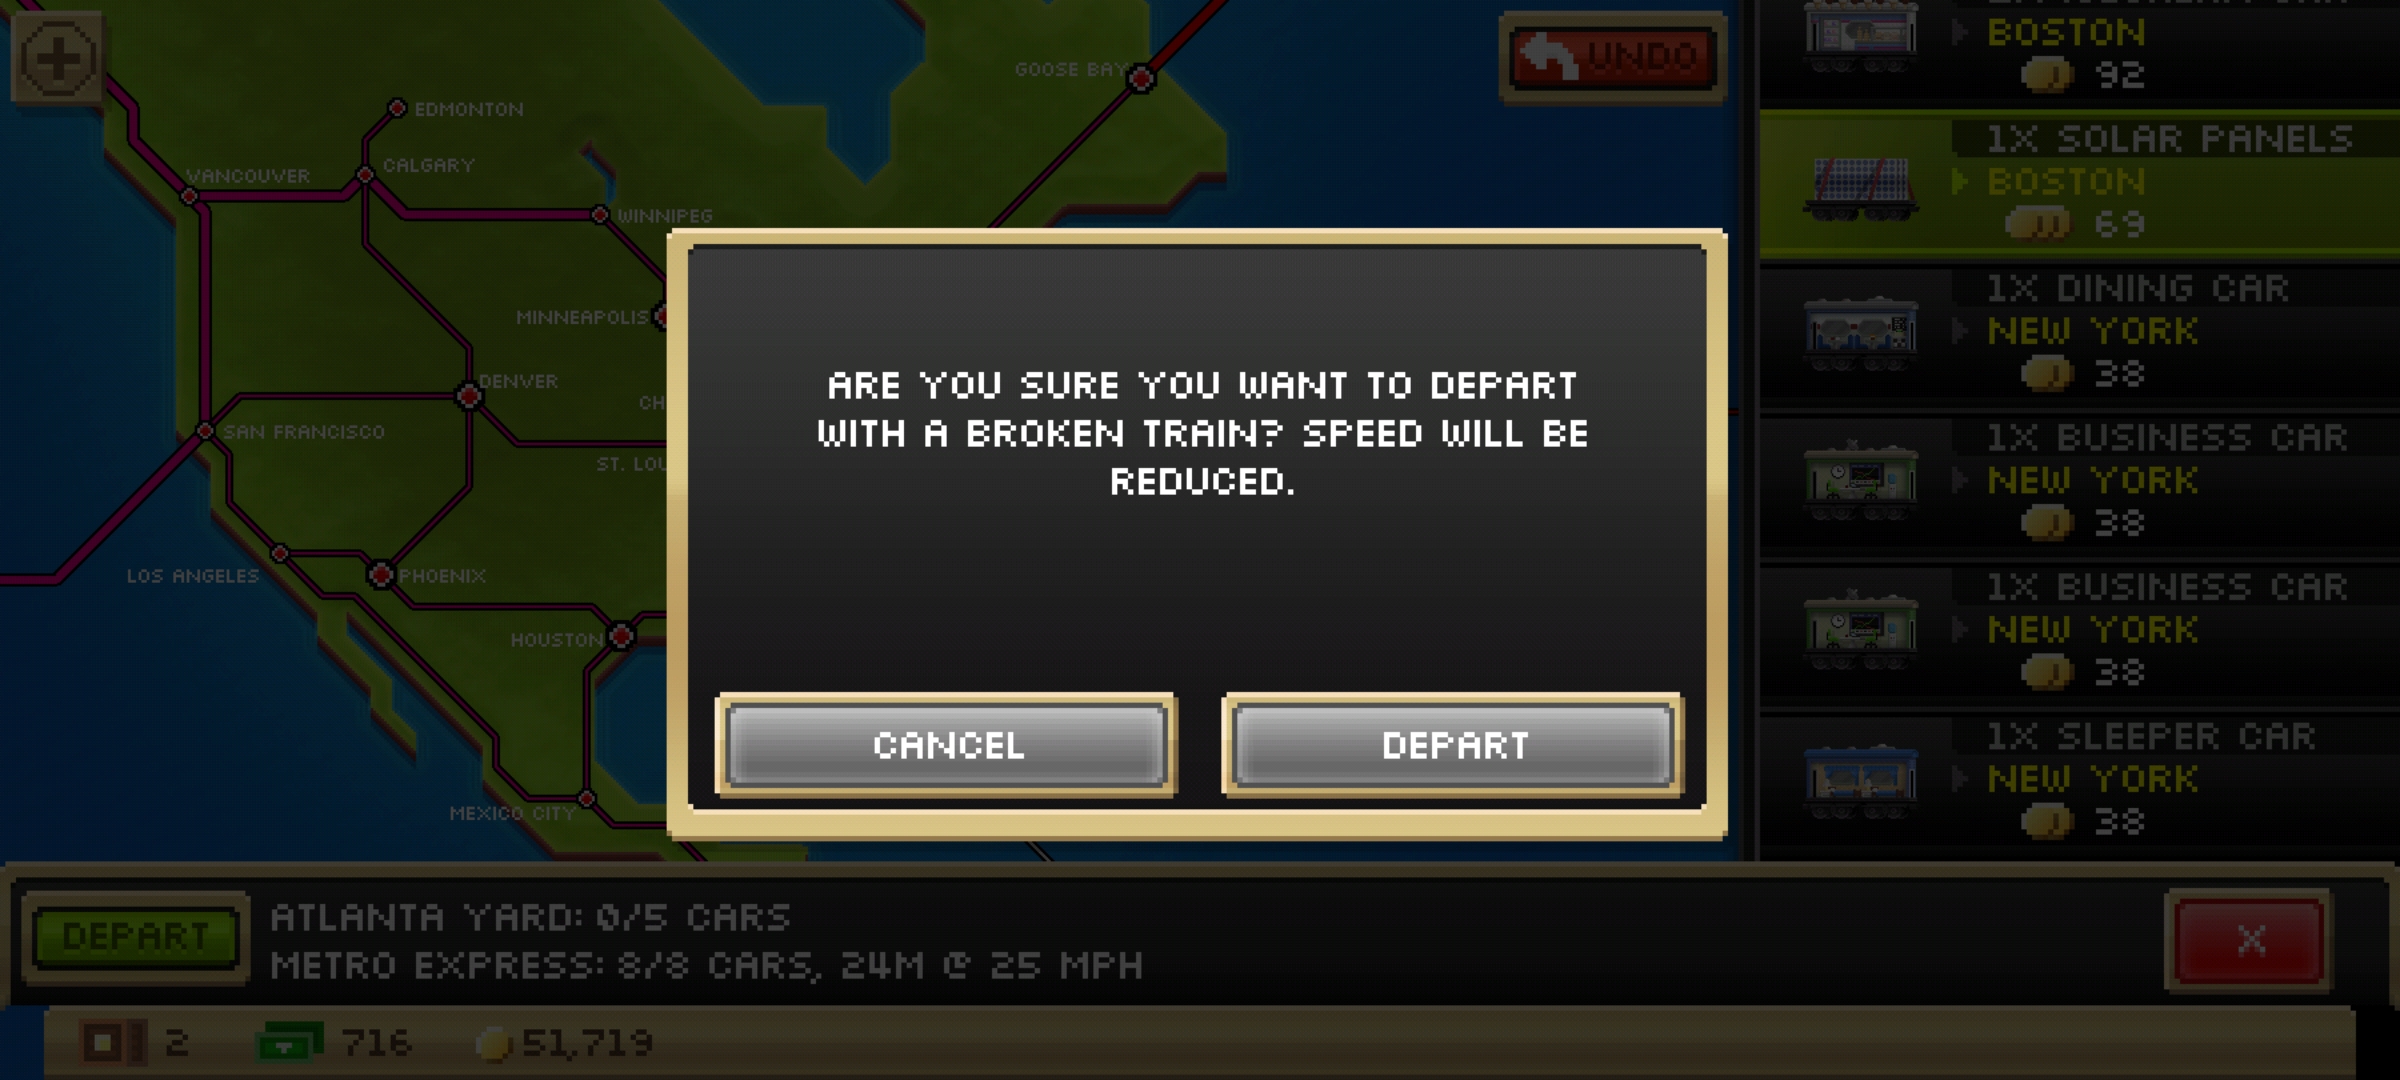 GOOSE BAY
UNDO
EDMONTON
CALGARY
VANCOUVER
WINNIPEG
MINNEAPOLIS
DENVER
SAN FRANCISCO
LOS ANGELES
PHOENIX
HOUSTON
MEXICO CITY
ARE YOU SURE YOU WANT TO DEPART
WITH A BROKEN TRAIN? SPEED WILL BE
REDUCED.
CANCEL
DEPART
BOSTON
92
1X SOLAR PANELS
BOSTON
69
1X DINING CAR
NEW YORK
38
1X BUSINESS CAR
NEW YORK
38
1X BUSINESS CAR
NEW YORK
38
1X SLEEPER CAR
NEW YORK
38
DEPART
ATLANTA YARD: 0/5 CARS
METRO EXPRESS: 8/8 CARS, 24M @ 25 MPH
X
2
716
51,719